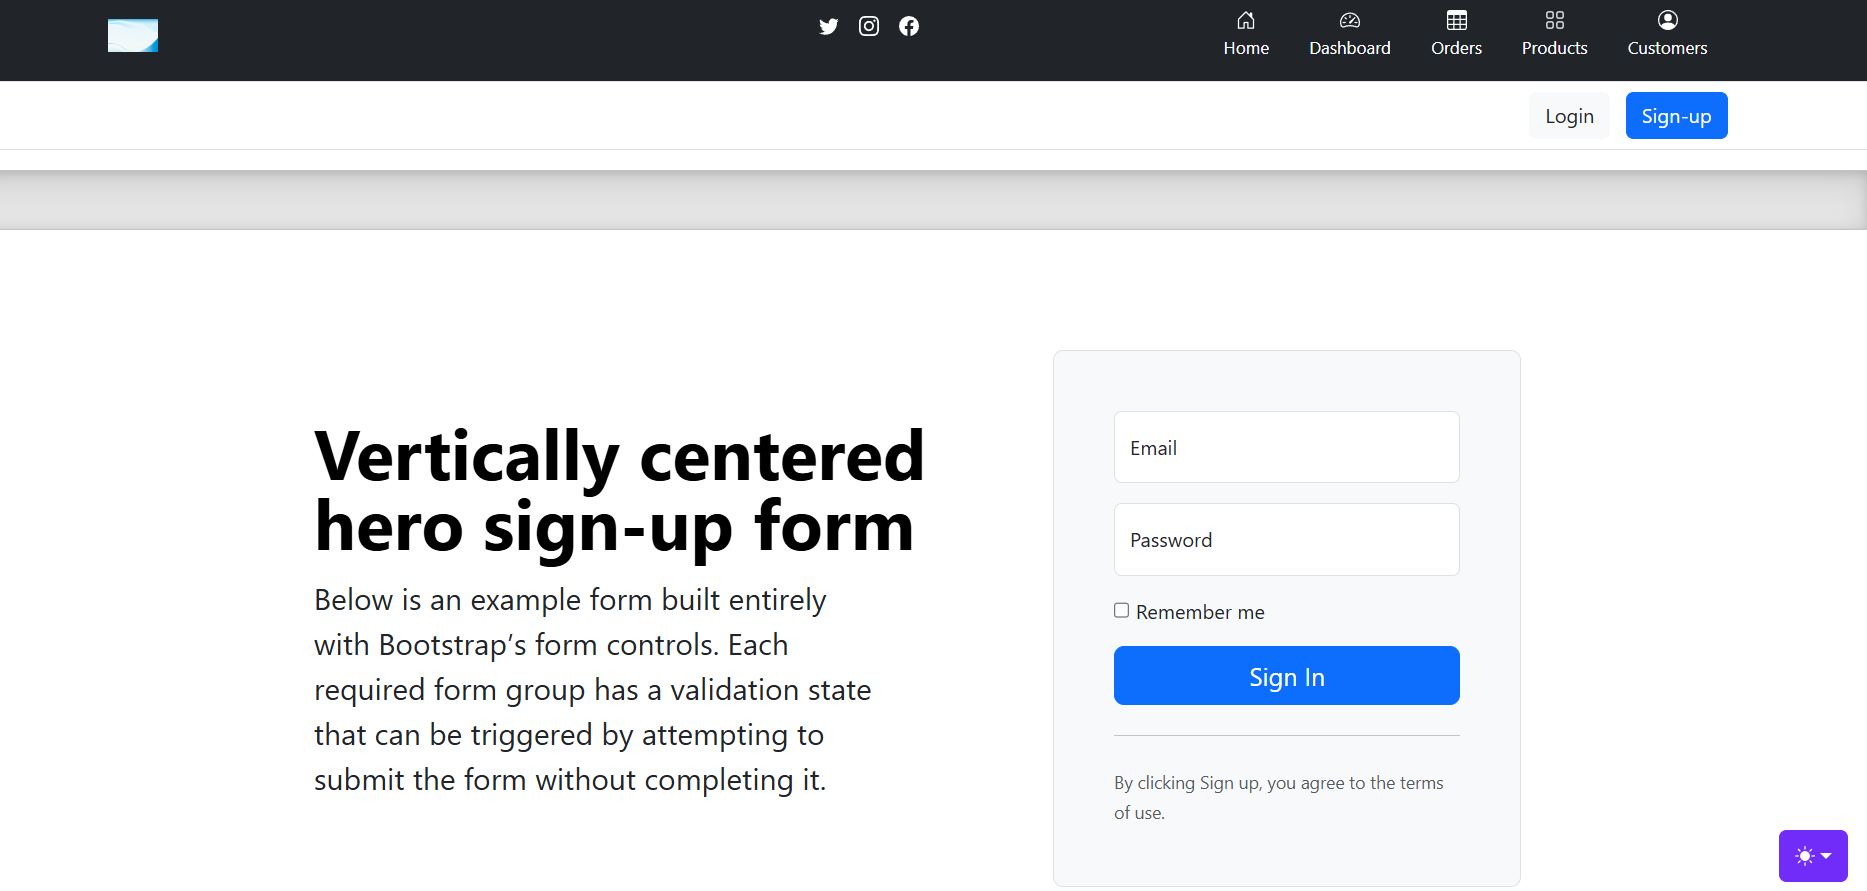 Home Dashboard Orders Products Customers
Login Sign-up
Vertically centered
hero sign-up form
Below is an example form built entirely
with Bootstrap’s form controls. Each
required form group has a validation state
that can be triggered by attempting to
submit the form without completing it.
Email
Password
Remember me
Sign In
By clicking Sign up, you agree to the terms
of use.